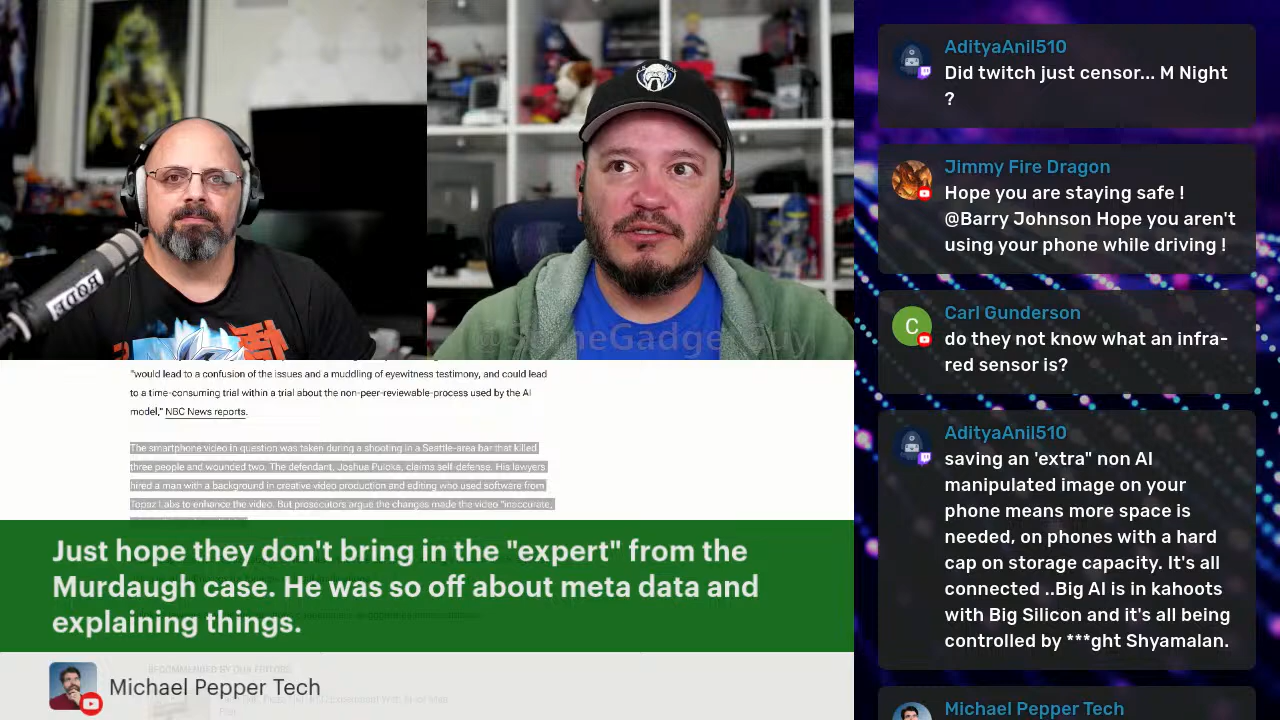 RODE
@SomeGadgetGuy
"would lead to a confusion of the issues and a muddling of eyewitness testimony, and could lead
to a time-consuming trial within a trial about the non-peer-reviewable-process used by the AI
model," NBC News reports.
The smartphone video in question was taken during a shooting in a Seattle-area bar that killed
three people and wounded two. The defendant, Joshua Puloka, claims self-defense. His lawyers
hired a man with a background in creative video production and editing who used software from
Topaz Labs to enhance the video. But prosecutors argue the changes made the video "inaccurate,
Just hope they don't bring in the "expert" from the
Murdaugh case. He was so off about meta data and
explaining things.
RECOMMENDED BY OUR EDITORS
Michael Pepper Tech
AdityaAnil510
Did twitch just censor... M Night
?
Jimmy Fire Dragon
Hope you are staying safe !
@Barry Johnson Hope you aren't
using your phone while driving !
C
Carl Gunderson
do they not know what an infra-
red sensor is?
AdityaAnil510
saving an 'extra" non AI
manipulated image on your
phone means more space is
needed, on phones with a hard
cap on storage capacity. It's all
connected ..Big AI is in kahoots
with Big Silicon and it's all being
controlled by ***ght Shyamalan.
Michael Pepper Tech